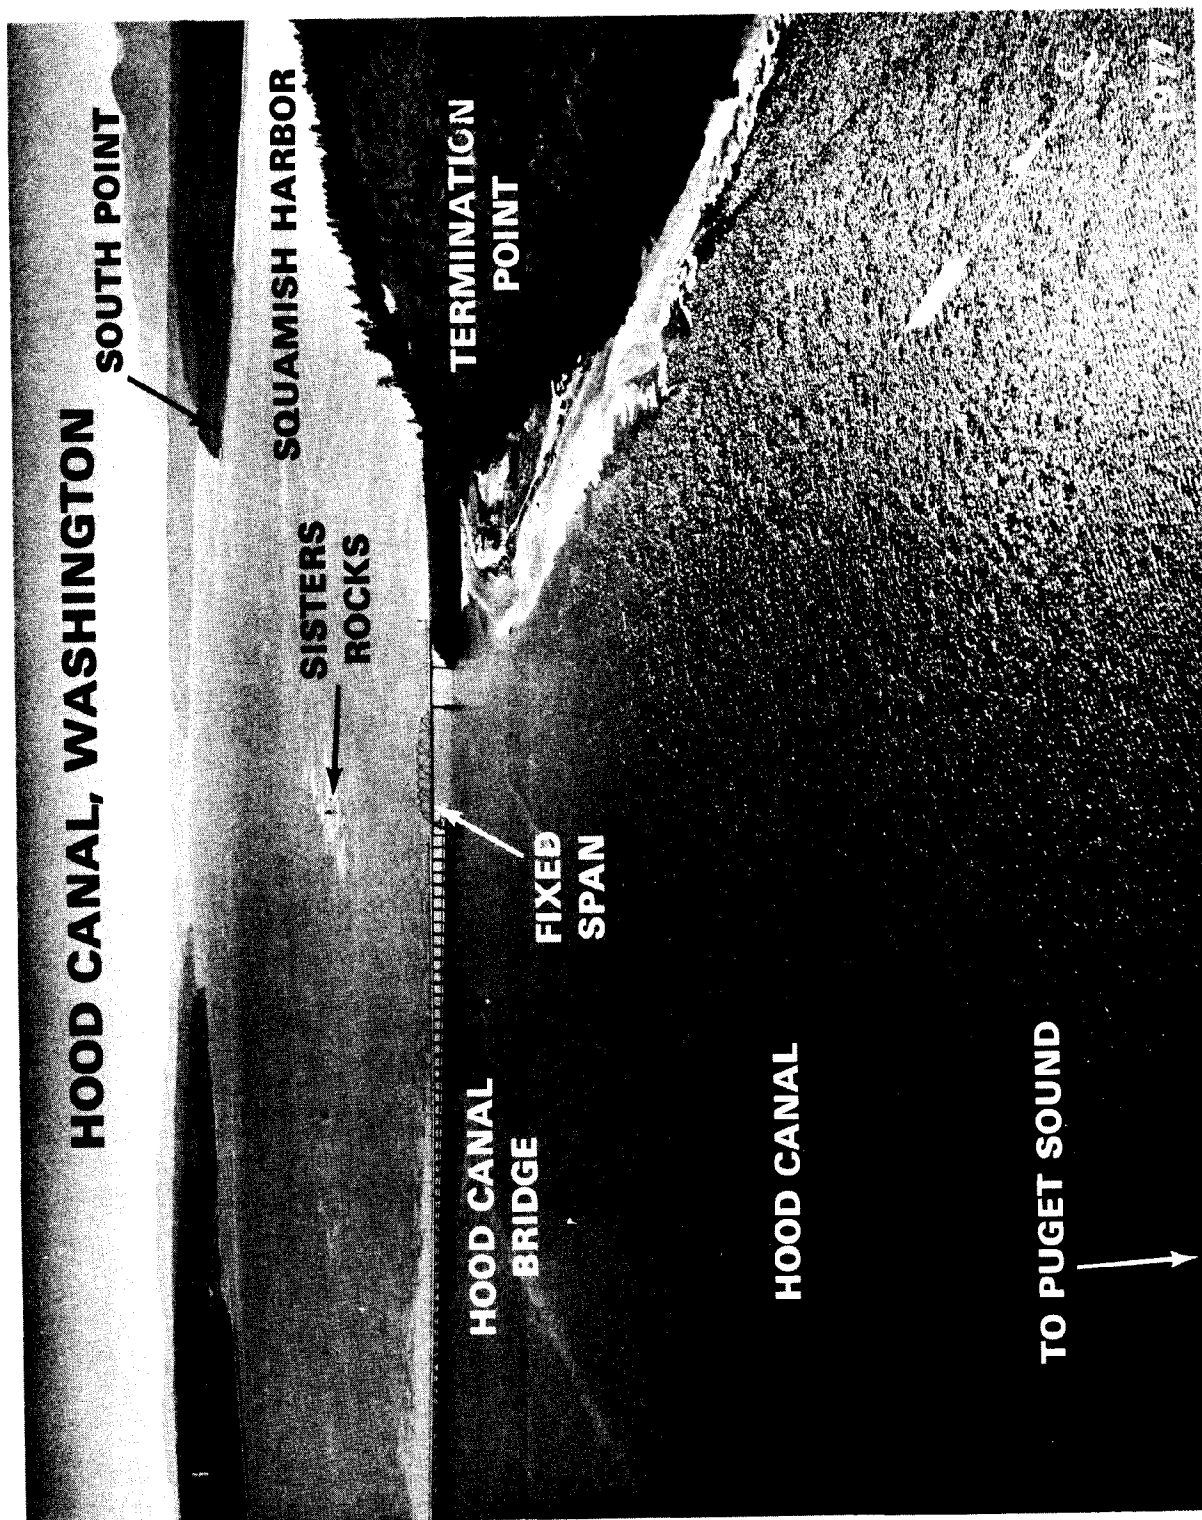 HOOD CANAL, WASHINGTON
SOUTH POINT
SQUAMISH HARBOR
SISTERS
ROCKS
TERMINATION
POINT
FIXED
SPAN
HOOD CANAL
BRIDGE
HOOD CANAL
TO PUGET SOUND
1977